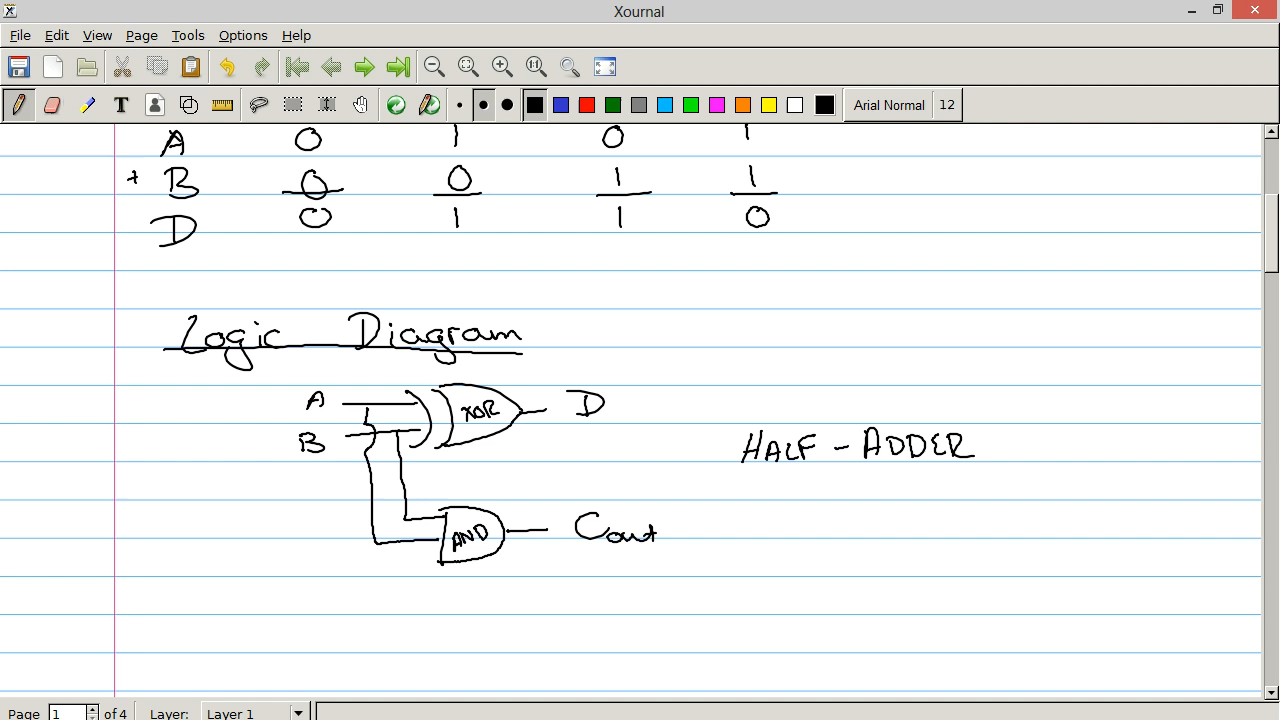 Xournal
File Edit View Page Tools Options Help
Arial Normal 12
A 0 1 0 1
+ B 0 0 1 1
D 0 1 1 0
Logic Diagram
A XOR D
B
HALF - ADDER
AND Cout
Page 1 of 4 Layer: Layer 1